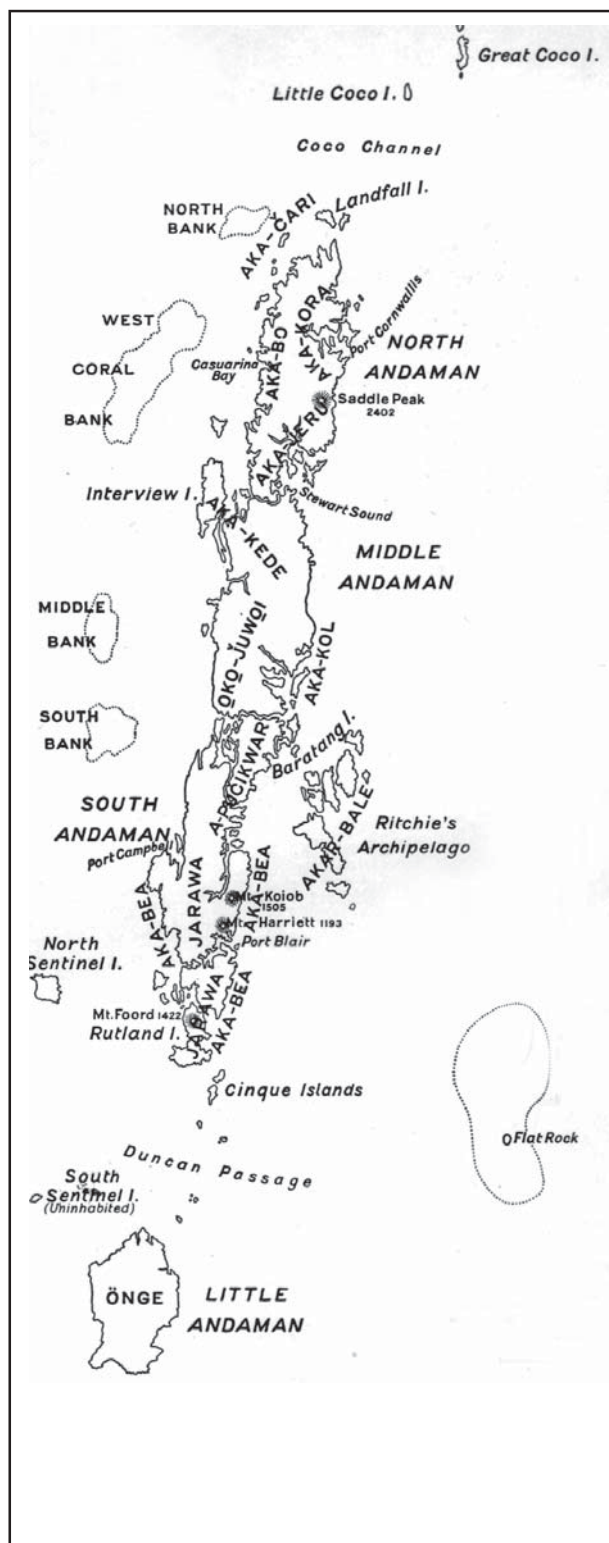 Great Coco I.
Little Coco I.
Coco Channel
Landfall I.
NORTH
BANK
AKA-ČARI
WEST
CORAL
BANK
AKA-KORA
Port Cornwallis
AKA-BO
Casuarina
Bay
NORTH
ANDAMAN
Saddle Peak
2402
AKA-JERU
Interview I.
Stewart Sound
AKA-KEDE
MIDDLE
ANDAMAN
MIDDLE
BANK
OKO-JUWOI
AKA-KOL
SOUTH
BANK
Baratang I.
A-PUCIKWAR
SOUTH
ANDAMAN
Port Campbell
AKAR-BALE
Ritchie's
Archipelago
AKA-BEA
JARAWA
AKA-BEA
Mt. Koiob
1505
Mt. Harriett 1193
Port Blair
North
Sentinel I.
JARAWA
AKA-BEA
Mt. Foord 1422
Rutland I.
Cinque Islands
Flat Rock
Duncan Passage
South
Sentinel I.
(Uninhabited)
ÖNGE
LITTLE
ANDAMAN